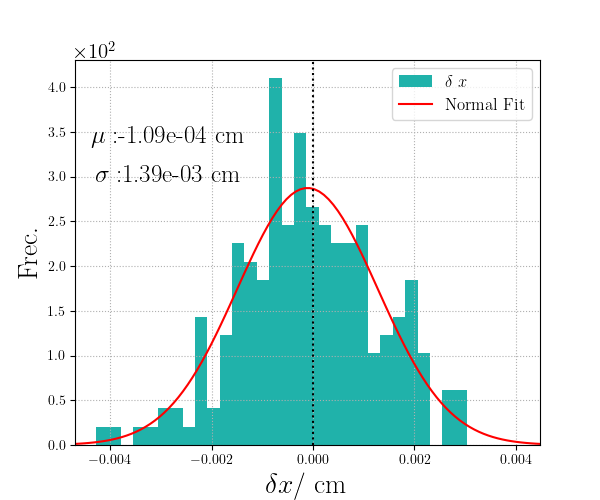 ×10²
4.0
3.5
3.0
2.5
2.0
1.5
1.0
0.5
0.0
Frec.
μ :-1.09e-04 cm
σ :1.39e-03 cm
δ x
Normal Fit
−0.004 −0.002 0.000 0.002 0.004
δx/ cm